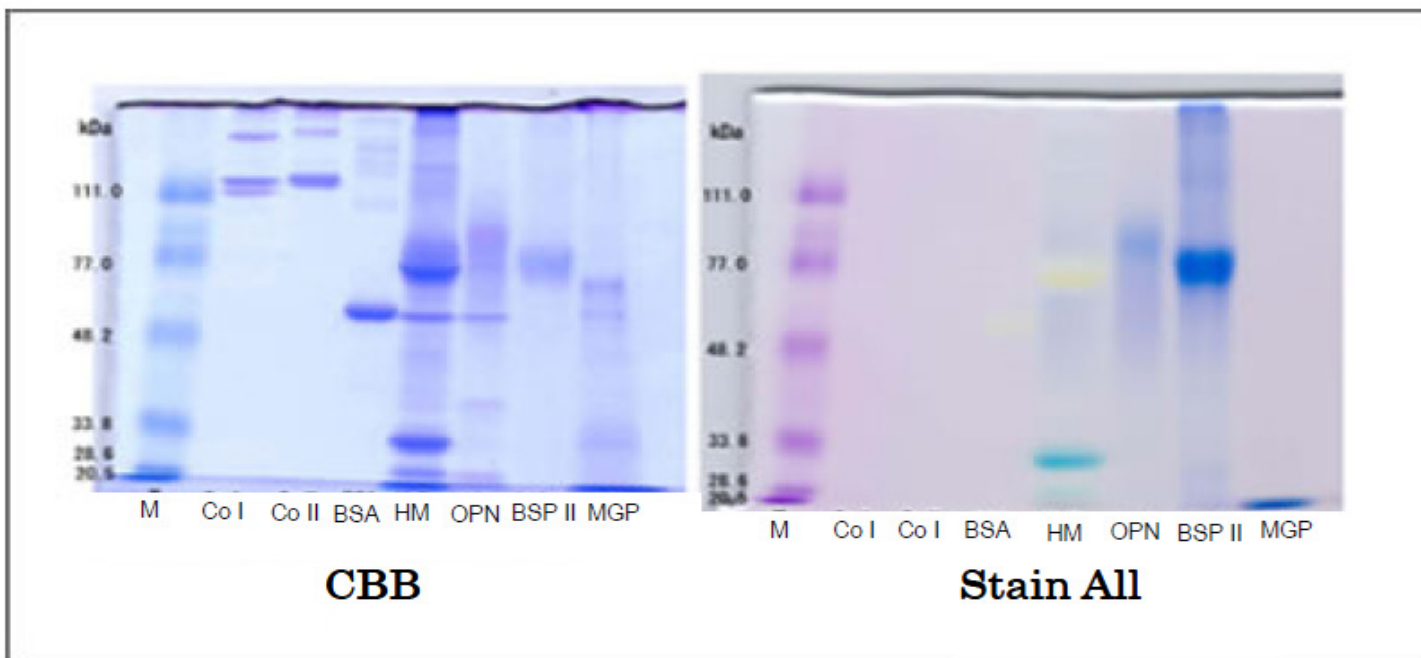 kDa
111.0
77.0
48.2
33.8
28.6
20.5
M Co I Co II BSA HM OPN BSP II MGP
CBB
kDa
111.0
77.0
48.2
33.8
28.6
20.5
M Co I Co I BSA HM OPN BSP II MGP
Stain All